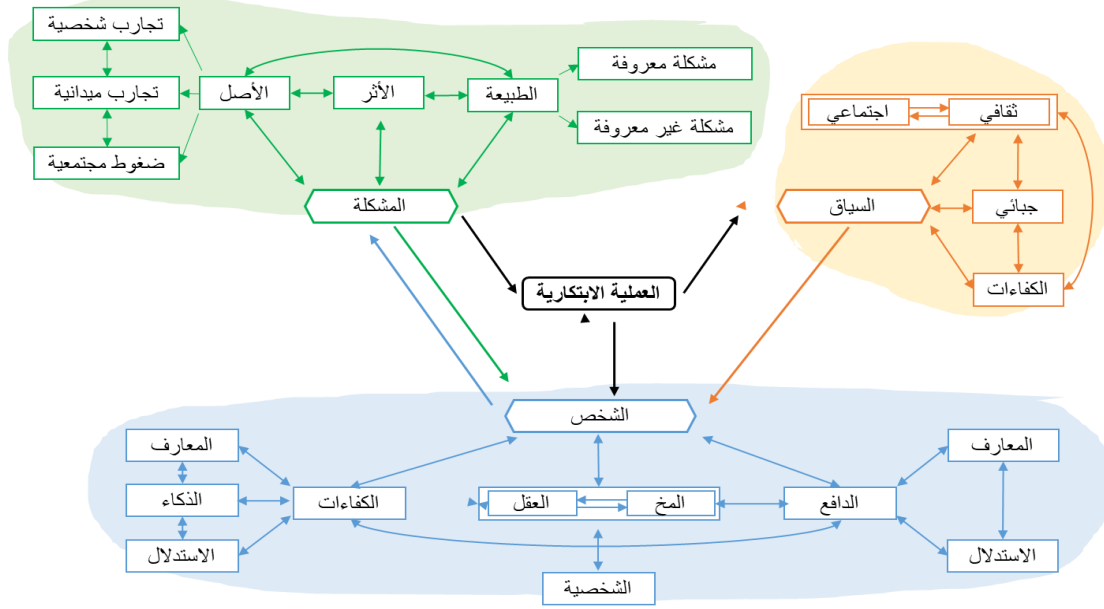 تجارب شخصية
تجارب ميدانية
ضغوط مجتمعية
الأصل
الأثر
الطبيعة
مشكلة معروفة
مشكلة غير معروفة
المشكلة
ثقافي
اجتماعي
السياق
جبائي
الكفاءات
العملية الابتكارية
الشخص
المعارف
الذكاء
الاستدلال
الكفاءات
العقل
المخ
الدافع
المعارف
الاستدلال
الشخصية